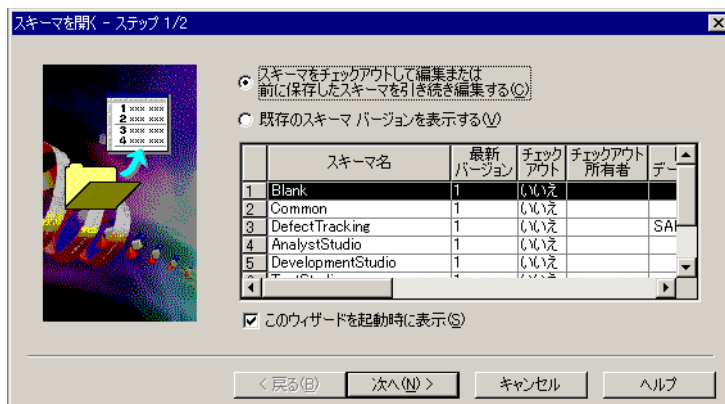 スキーマを開く - ステップ 1/2
1 xxx xxx
2 xxx xxx
3 xxx xxx
4 xxx xxx
スキーマをチェックアウトして編集または
前に保存したスキーマを引き続き編集する(C)
既存のスキーマ バージョンを表示する(V)
スキーマ名 最新バージョン チェックアウト チェックアウト所有者 デー
1 Blank 1 いいえ
2 Common 1 いいえ
3 DefectTracking 1 いいえ
4 AnalystStudio 1 いいえ
5 DevelopmentStudio 1 いいえ
このウィザードを起動時に表示(S)
< 戻る(B) 次へ(N) > キャンセル ヘルプ